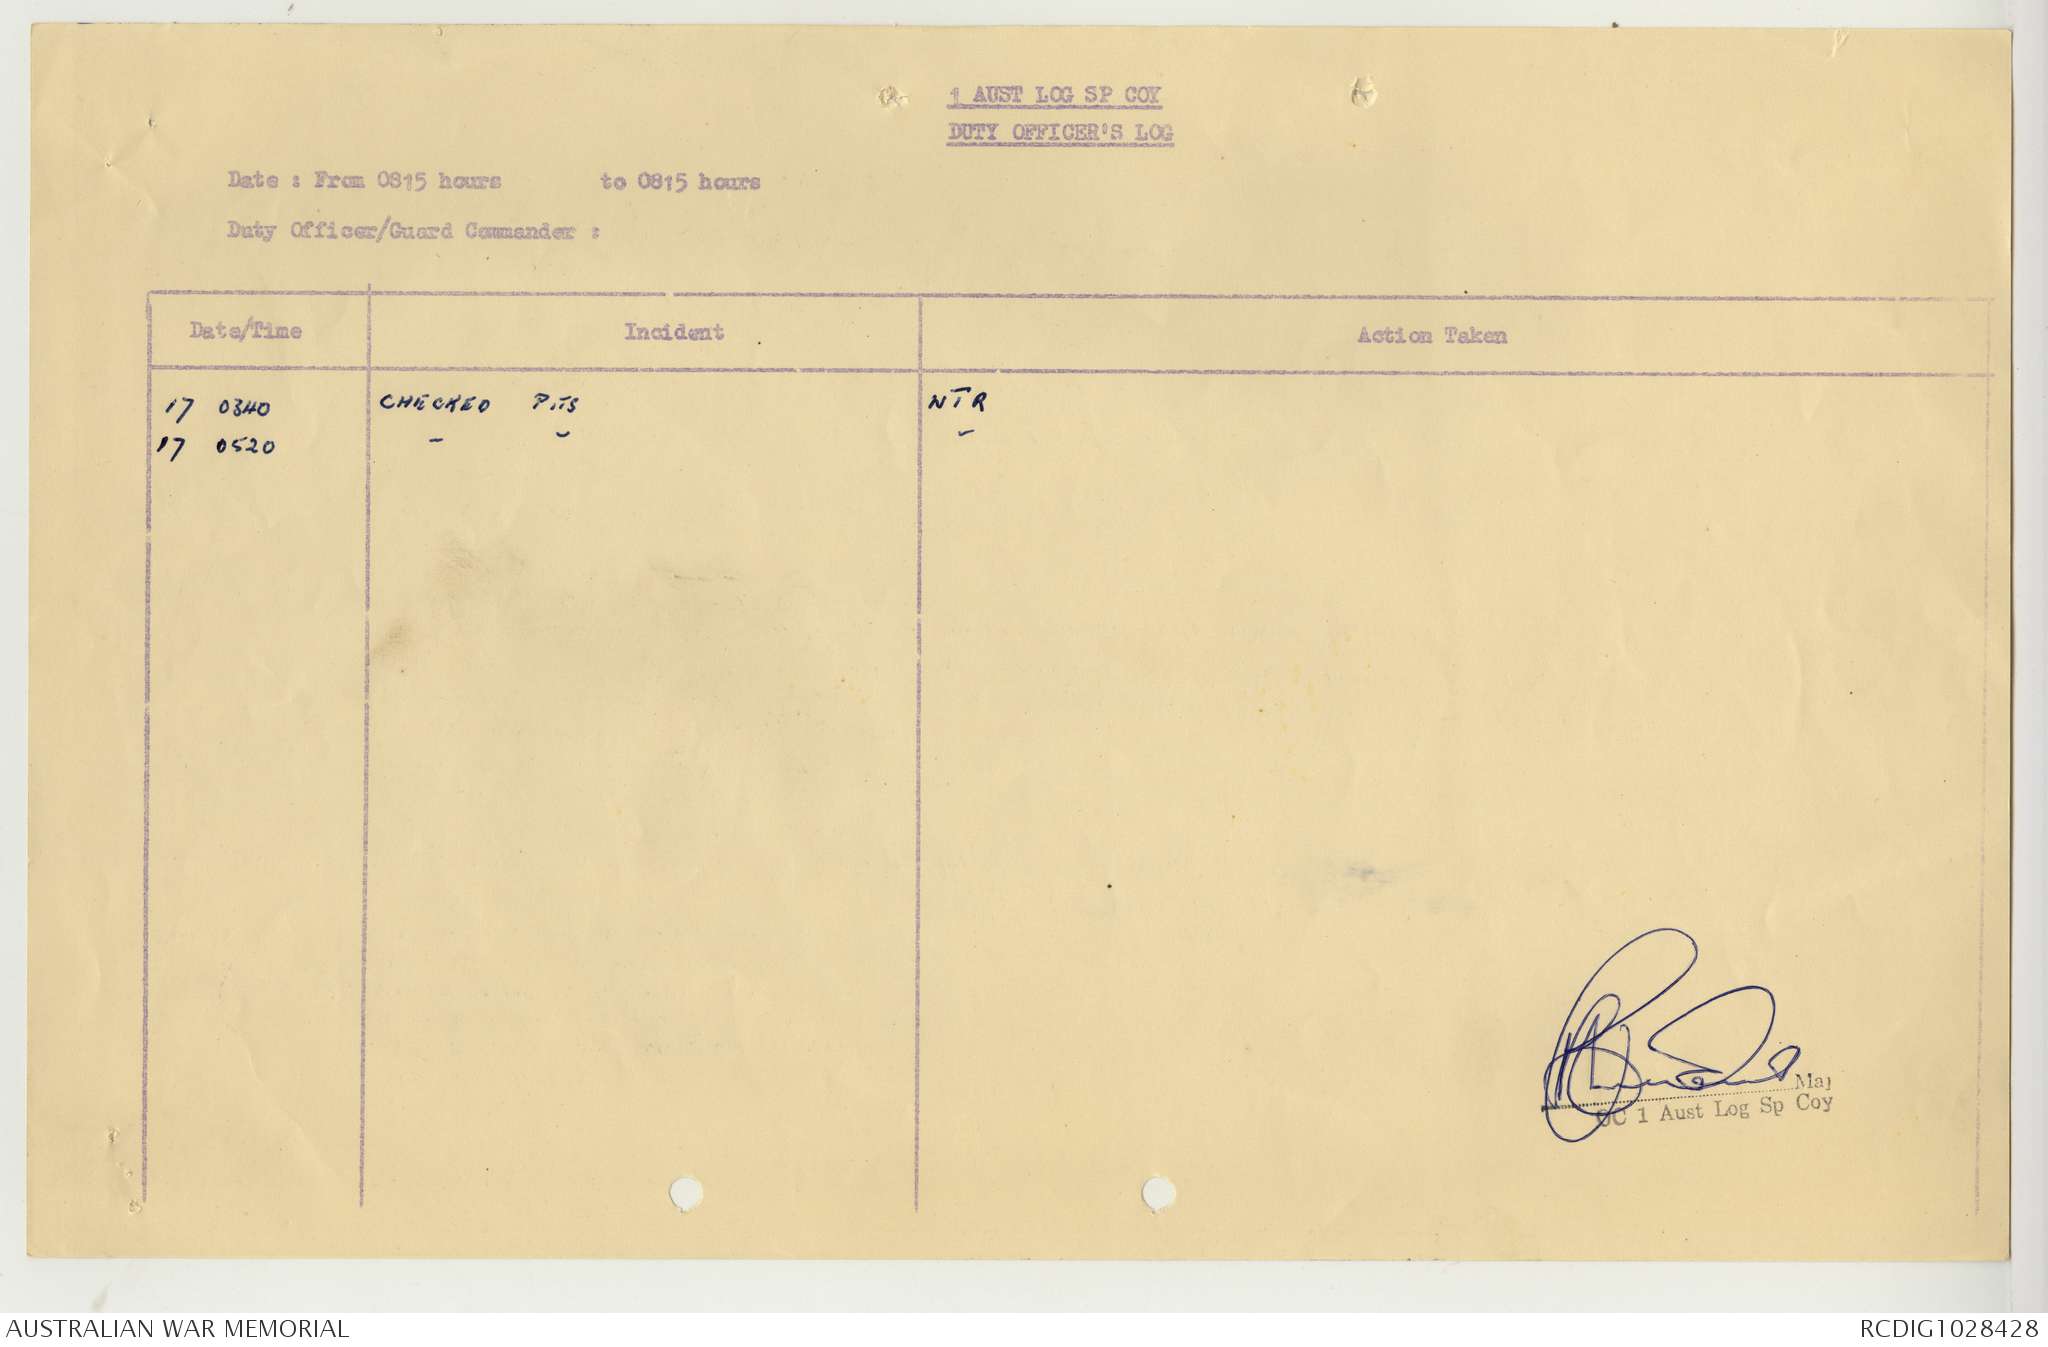 1 AUST LOG SP COY
DUTY OFFICER'S LOG
Date : From 0815 hours to 0815 hours
Duty Officer/Guard Commander :
Date/Time Incident Action Taken
17 0340 CHECKED PITS NTR
17 0520 - - -
Maj
OC 1 Aust Log Sp Coy
AUSTRALIAN WAR MEMORIAL RCDIG1028428